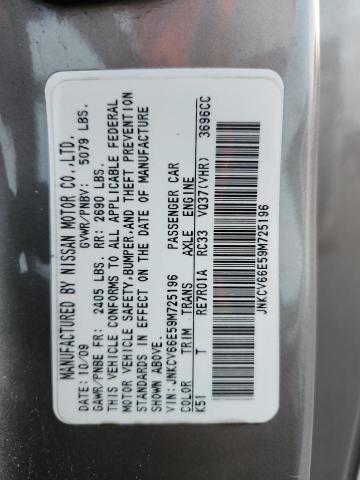 MANUFACTURED BY NISSAN MOTOR CO.,LTD.
DATE: 10/09 GVWR/PNBV: 5079 LBS.
GAWR/PNBE FR: 2405 LBS. RR: 2690 LBS.
THIS VEHICLE CONFORMS TO ALL APPLICABLE FEDERAL
MOTOR VEHICLE SAFETY,BUMPER,AND THEFT PREVENTION
STANDARDS IN EFFECT ON THE DATE OF MANUFACTURE
SHOWN ABOVE.
VIN: JNKCV66E59M725196 PASSENGER CAR
COLOR TRIM TRANS AXLE ENGINE
K51 T RE7R01A RC33 VQ37(VHR) 3696CC
JNKCV66E59M725196